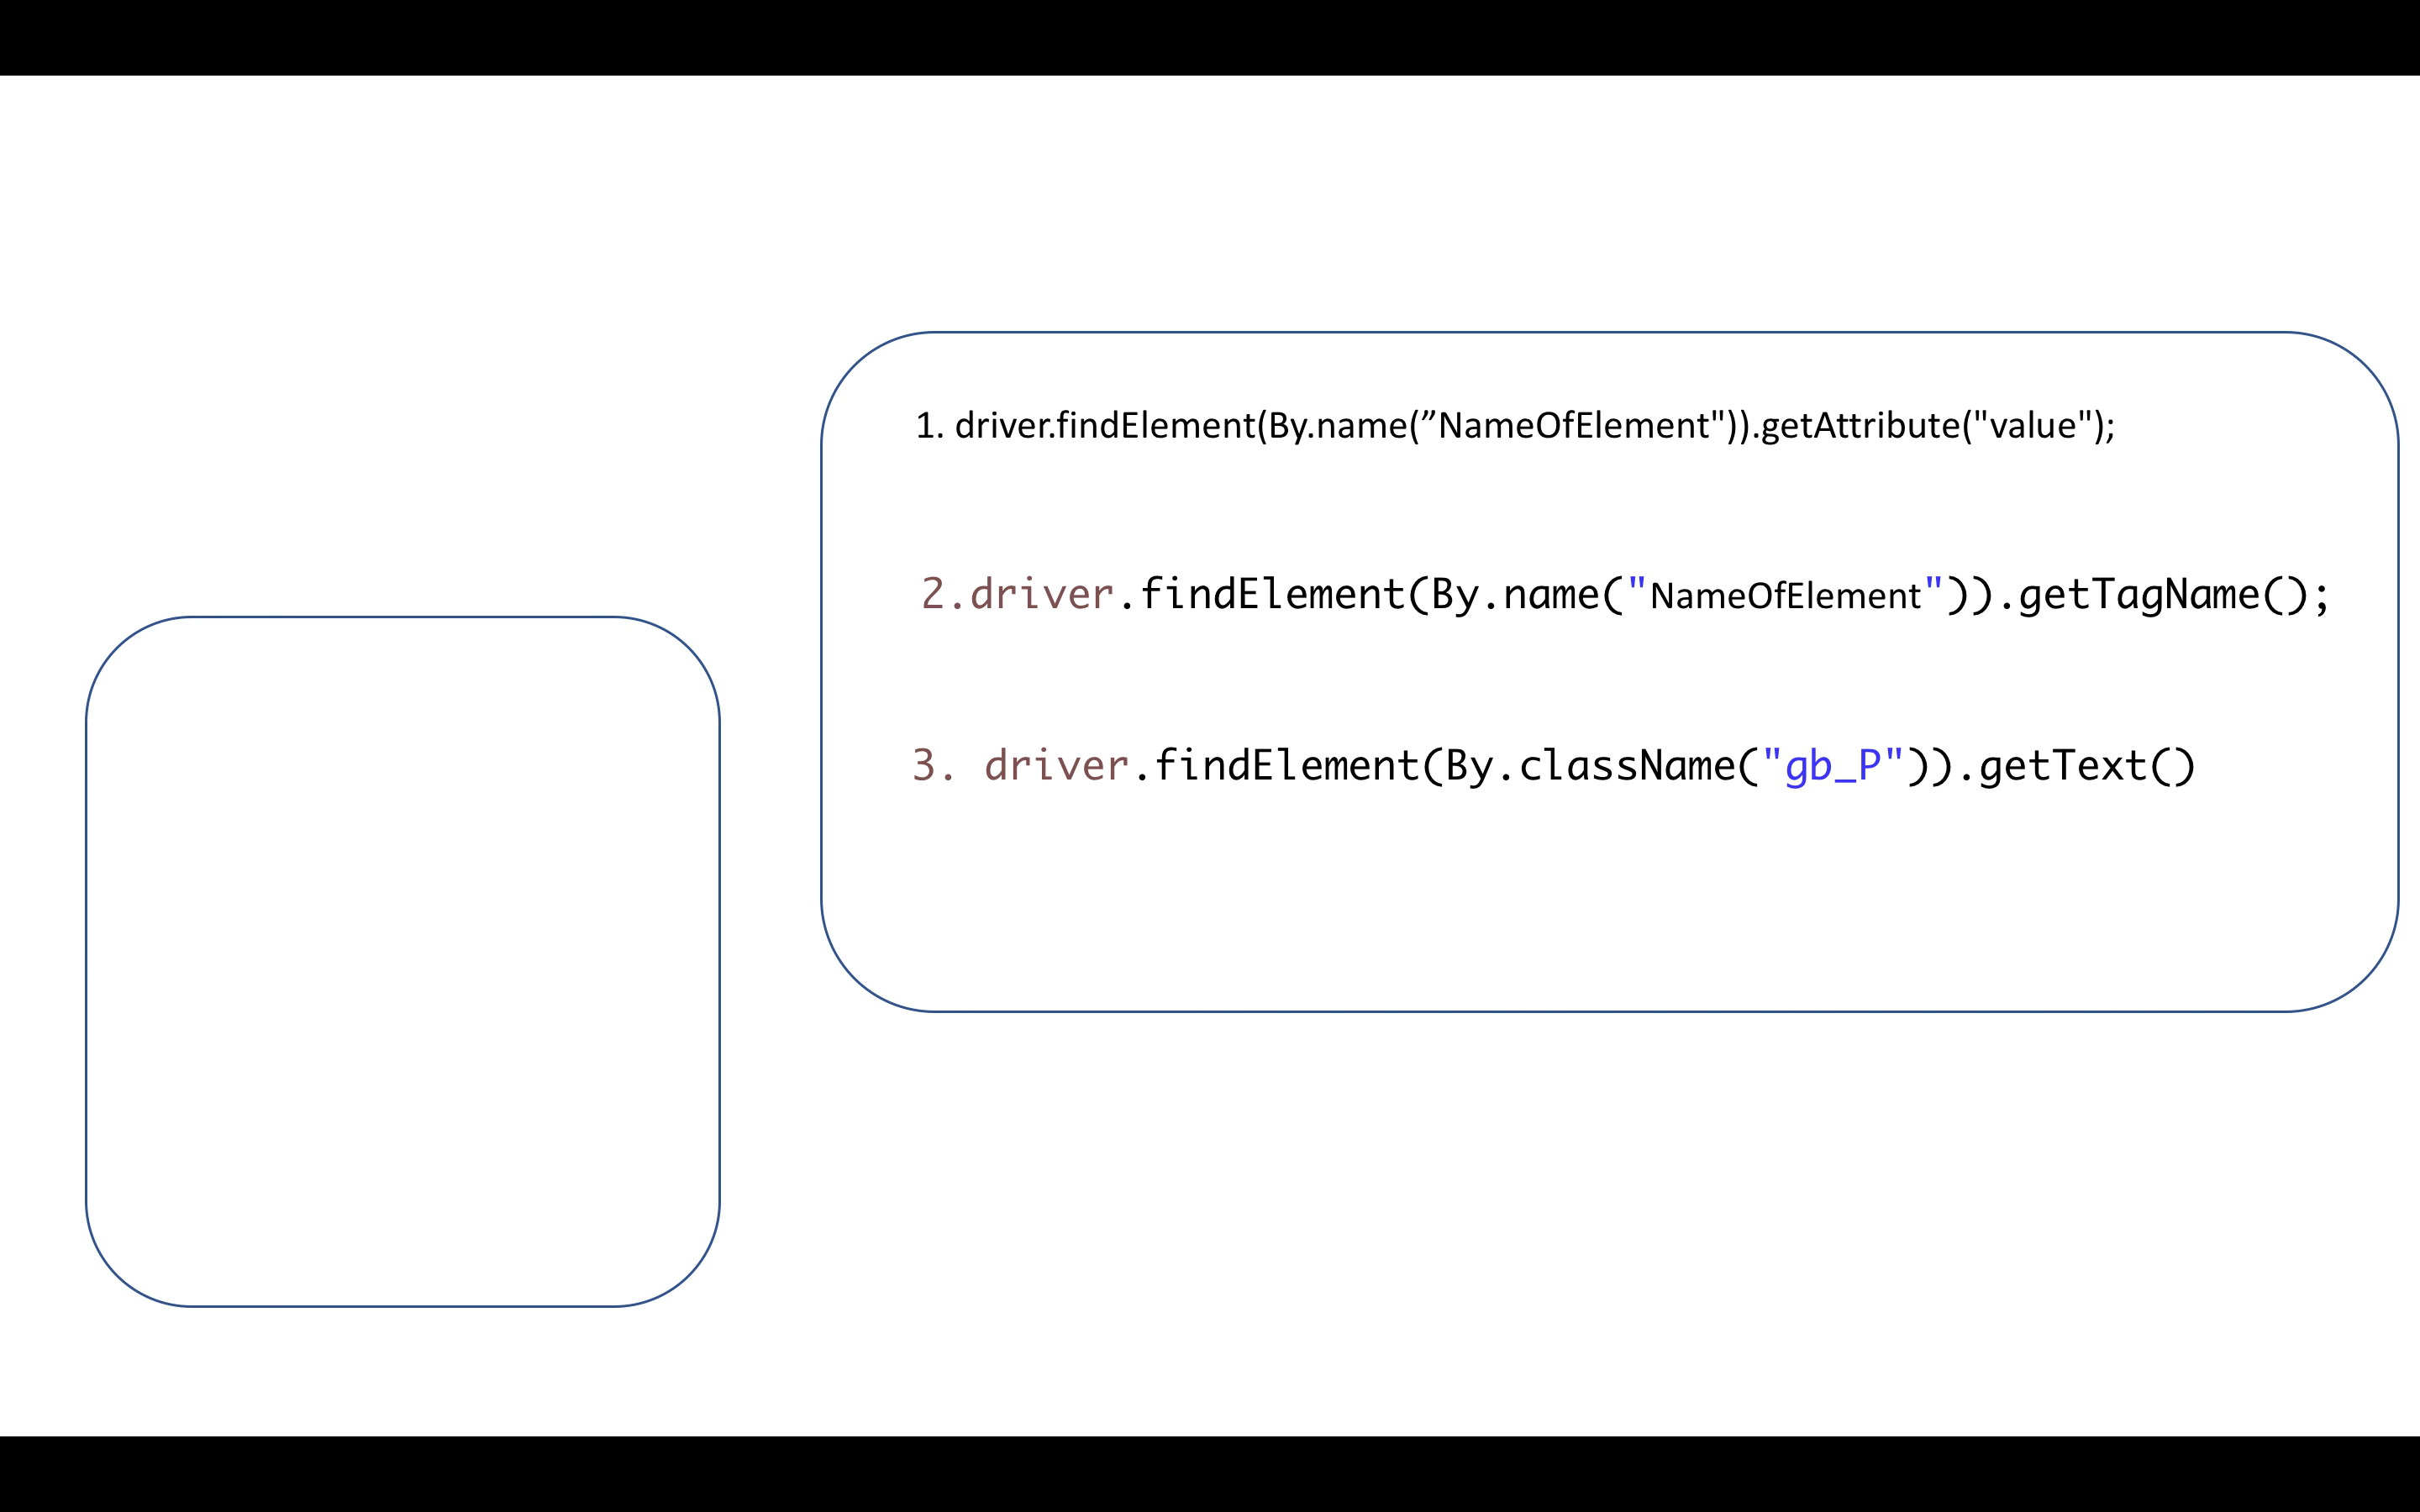 1. driver.findElement(By.name(”NameOfElement")).getAttribute("value");
2.driver.findElement(By.name("NameOfElement")).getTagName();
3. driver.findElement(By.className("gb_P")).getText()